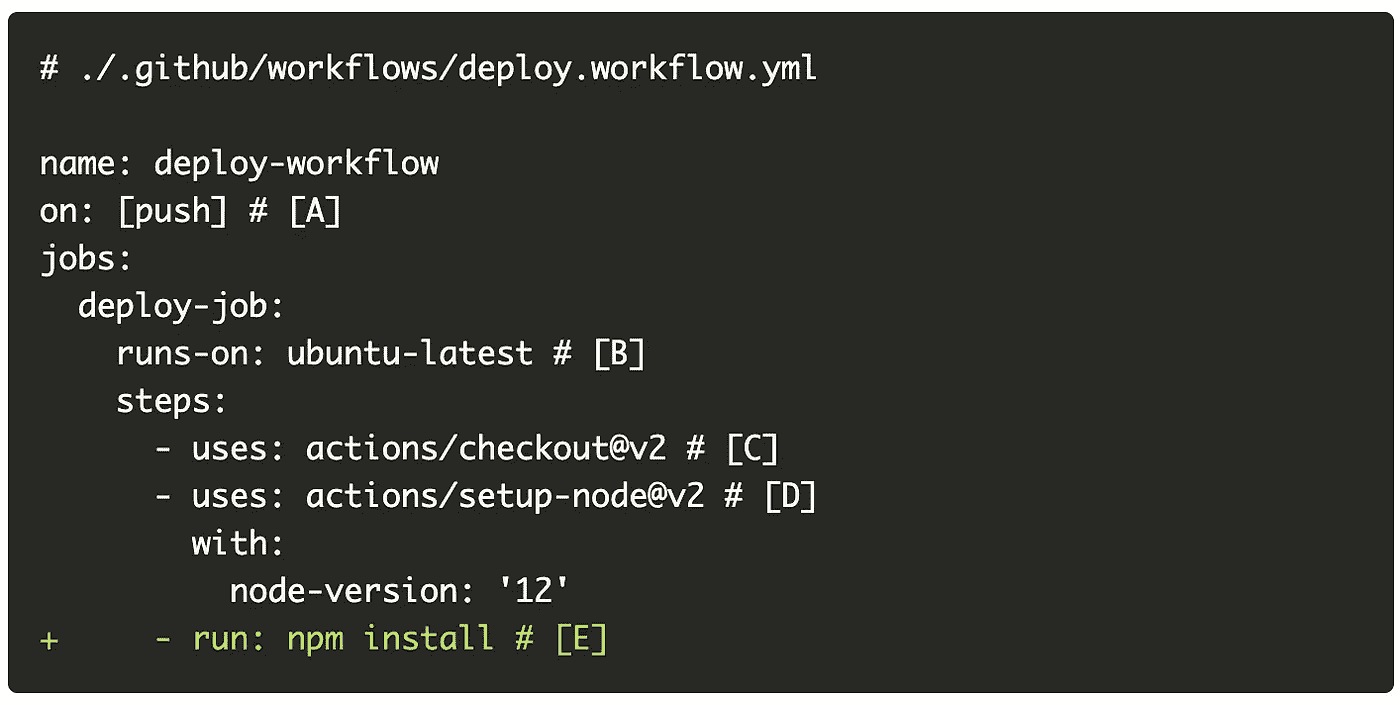 # ./.github/workflows/deploy.workflow.yml

name: deploy-workflow
on: [push] # [A]
jobs:
  deploy-job:
    runs-on: ubuntu-latest # [B]
    steps:
      - uses: actions/checkout@v2 # [C]
      - uses: actions/setup-node@v2 # [D]
        with:
          node-version: '12'
+     - run: npm install # [E]